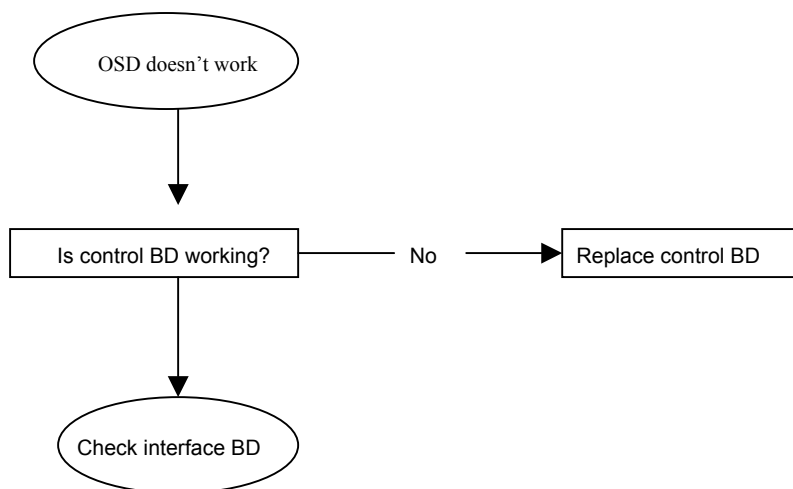 OSD doesn’t work
Is control BD working?
No
Replace control BD
Check interface BD